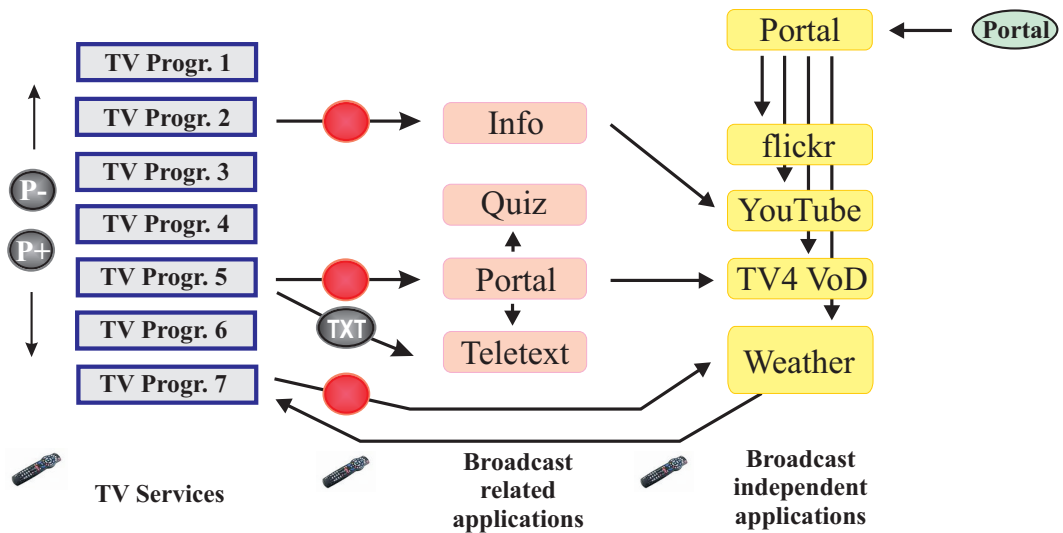 TV Progr. 1
TV Progr. 2
TV Progr. 3
TV Progr. 4
TV Progr. 5
TV Progr. 6
TV Progr. 7
P-
P+
TXT
Info
Quiz
Portal
Teletext
Portal
flickr
YouTube
TV4 VoD
Weather
Portal
TV Services
Broadcast
related
applications
Broadcast
independent
applications